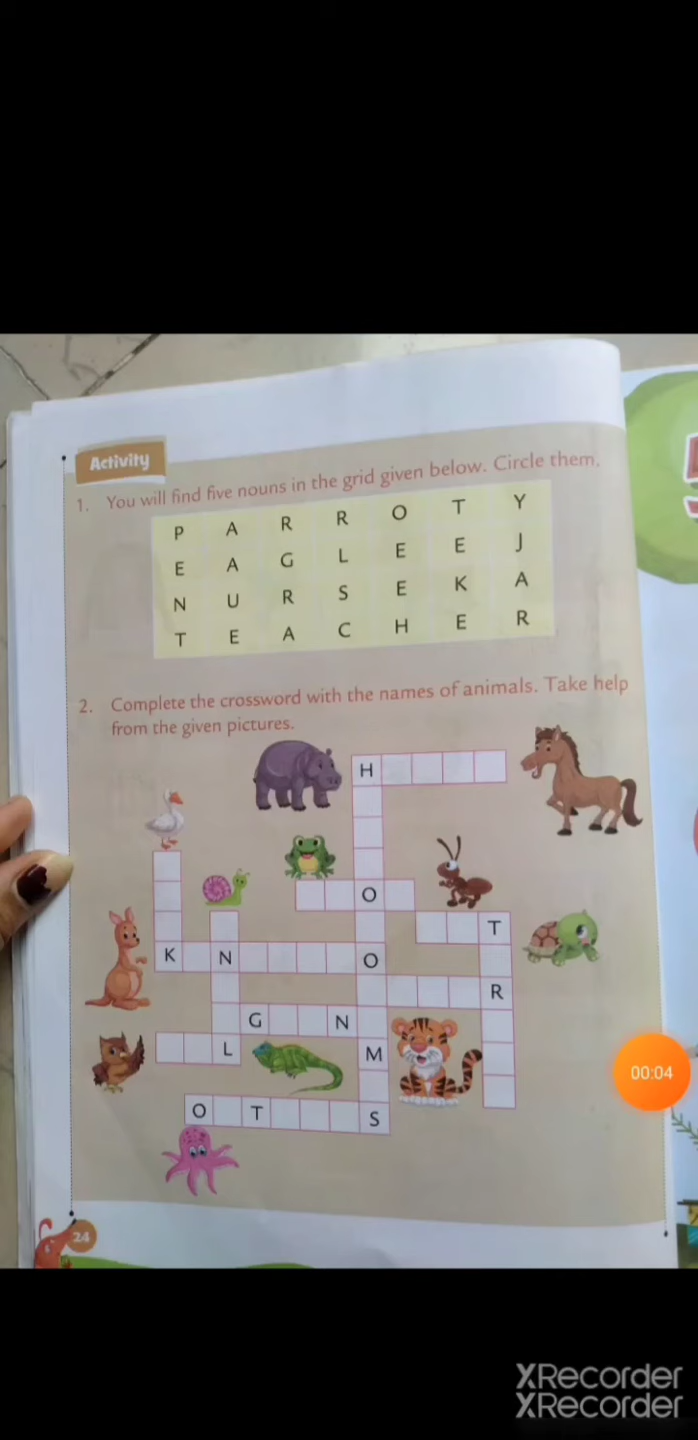 Activity
1. You will find five nouns in the grid given below. Circle them.
P A R R O T Y
E A G L E E J
N U R S E K A
T E A C H E R
2. Complete the crossword with the names of animals. Take help
from the given pictures.
H
O
T
K N O
R
G N
L M
O T S
00:04
24
XRecorder
XRecorder